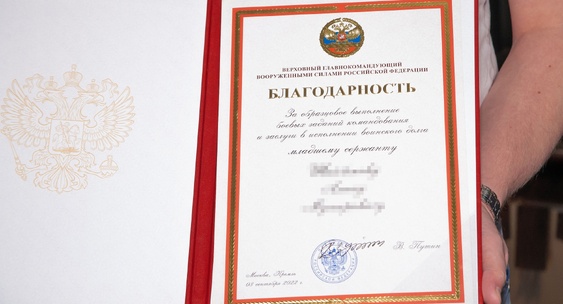 ВЕРХОВНЫЙ ГЛАВНОКОМАНДУЮЩИЙ
ВООРУЖЕННЫМИ СИЛАМИ РОССИЙСКОЙ ФЕДЕРАЦИИ
БЛАГОДАРНОСТЬ
За образцовое выполнение
боевых заданий командования
и заслуги в исполнении воинского долга
младшему сержанту
В. Путин
Москва, Кремль
октября 2022 г